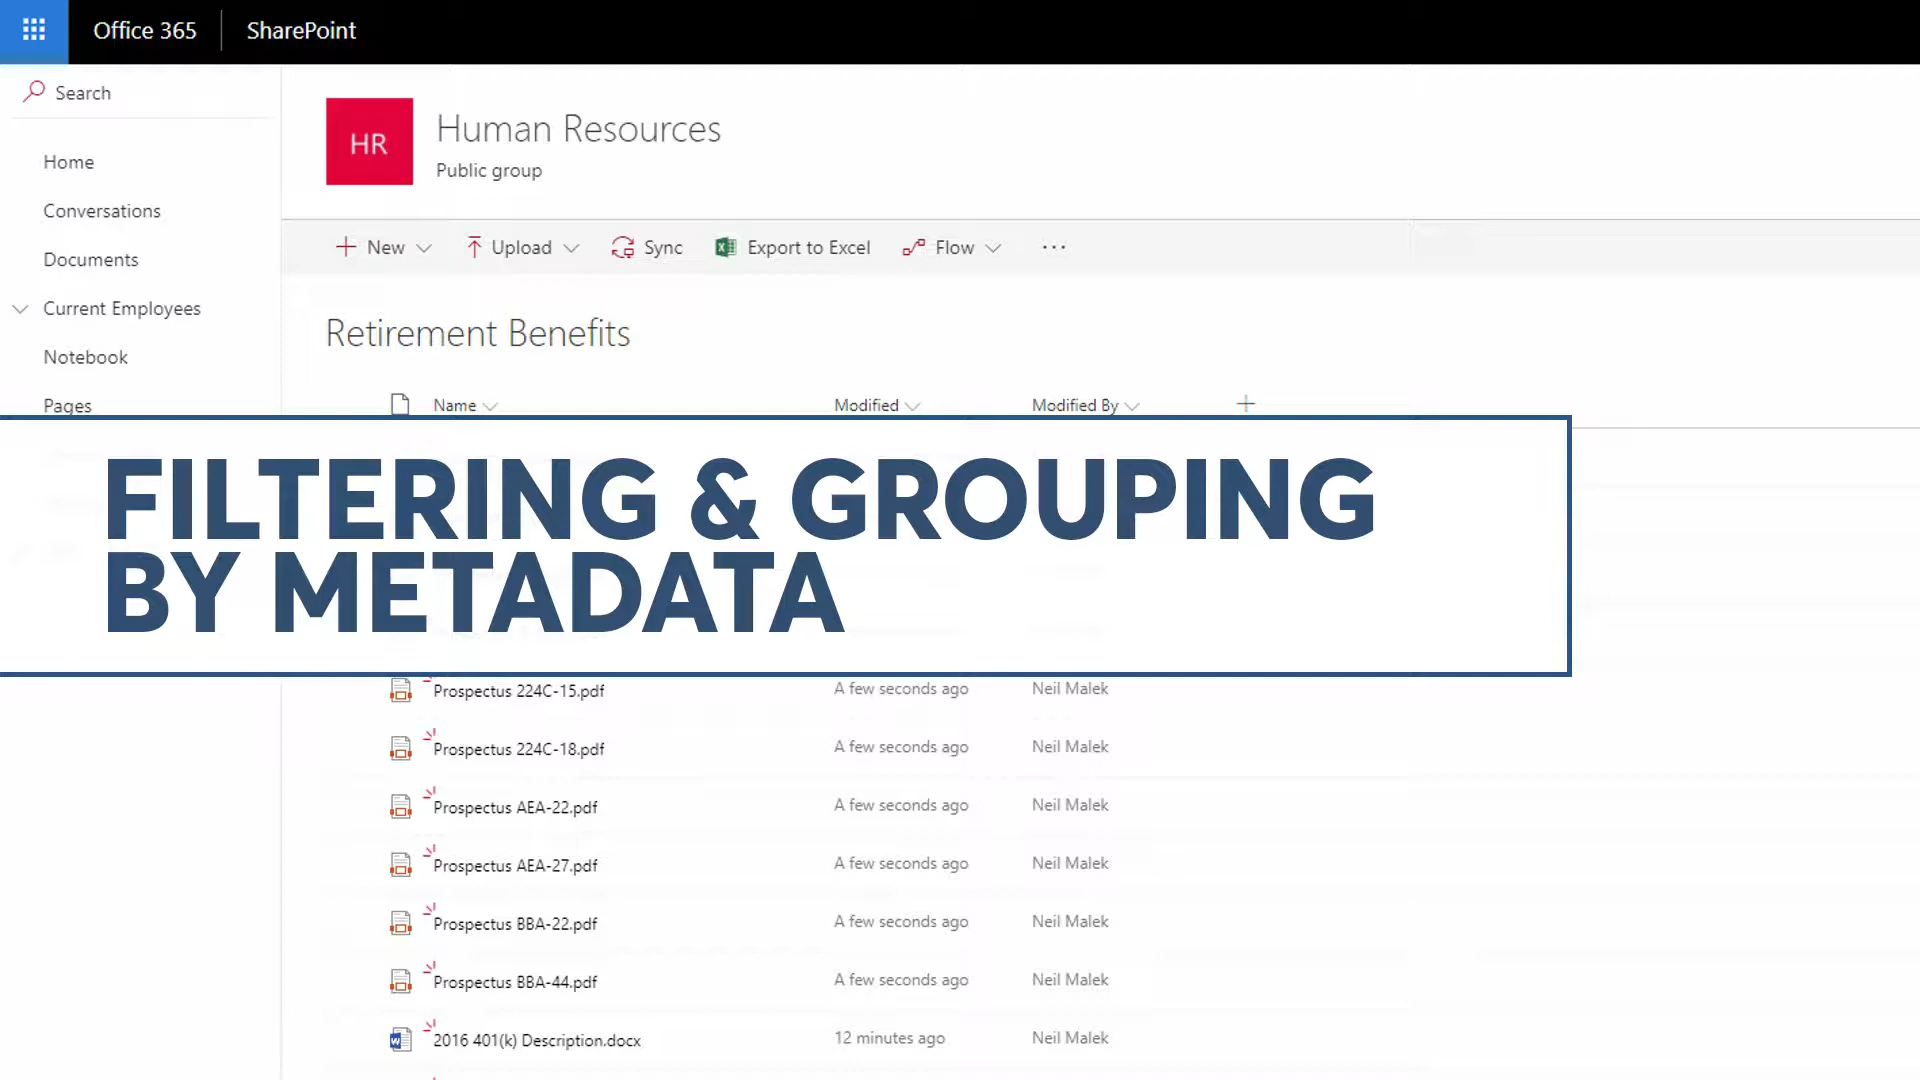 Office 365
SharePoint
Search
Home
Conversations
Documents
Current Employees
Notebook
Pages
HR
Human Resources
Public group
New
Upload
Sync
Export to Excel
Flow
...
Retirement Benefits
Name
Modified
Modified By
FILTERING & GROUPING
BY METADATA
Prospectus 224C-15.pdf A few seconds ago Neil Malek
Prospectus 224C-18.pdf A few seconds ago Neil Malek
Prospectus AEA-22.pdf A few seconds ago Neil Malek
Prospectus AEA-27.pdf A few seconds ago Neil Malek
Prospectus BBA-22.pdf A few seconds ago Neil Malek
Prospectus BBA-44.pdf A few seconds ago Neil Malek
2016 401(k) Description.docx 12 minutes ago Neil Malek